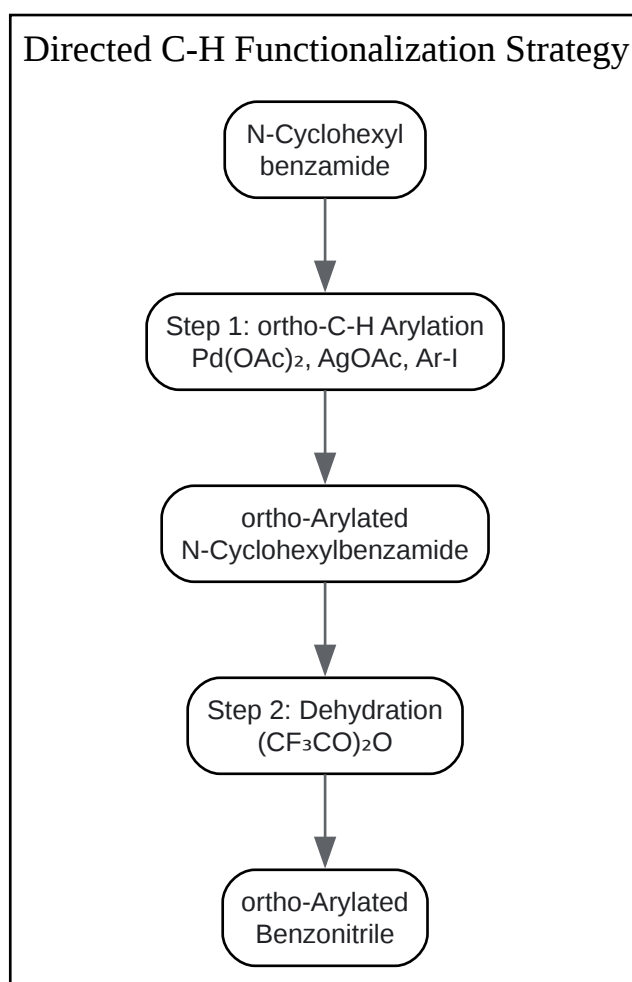 Directed C-H Functionalization Strategy
N-Cyclohexyl
benzamide
Step 1: ortho-C-H Arylation
Pd(OAc)₂, AgOAc, Ar-I
ortho-Arylated
N-Cyclohexylbenzamide
Step 2: Dehydration
(CF₃CO)₂O
ortho-Arylated
Benzonitrile